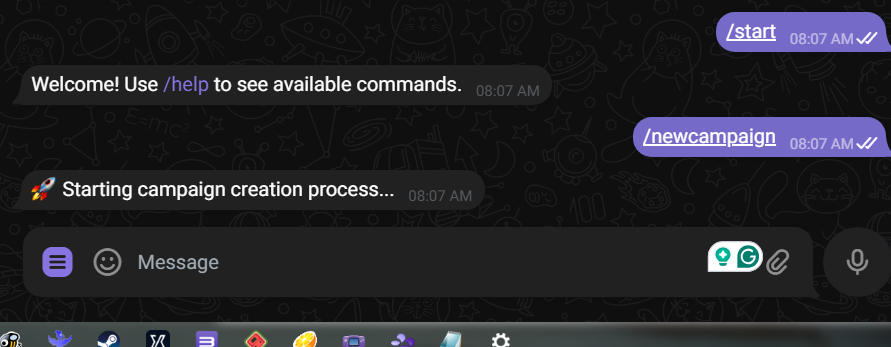 /start 08:07 AM
Welcome! Use /help to see available commands. 08:07 AM
/newcampaign 08:07 AM
🚀 Starting campaign creation process... 08:07 AM
Message